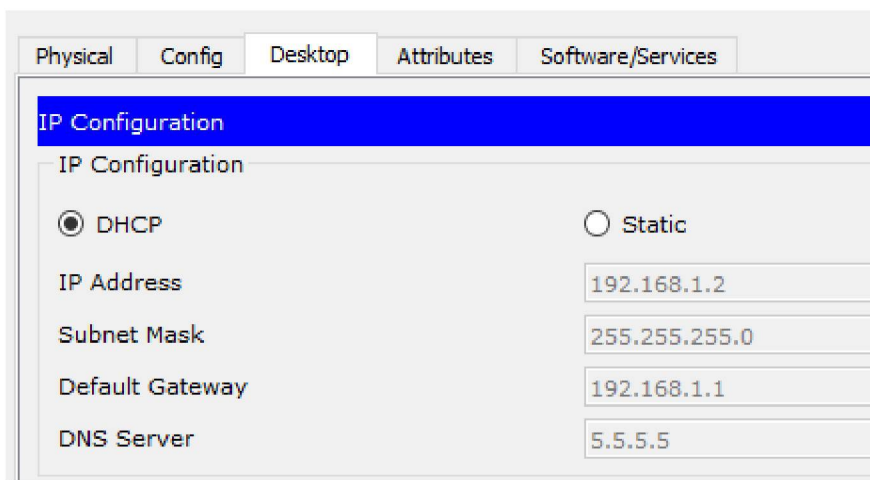 Physical Config Desktop Attributes Software/Services
IP Configuration
IP Configuration
DHCP Static
IP Address 192.168.1.2
Subnet Mask 255.255.255.0
Default Gateway 192.168.1.1
DNS Server 5.5.5.5